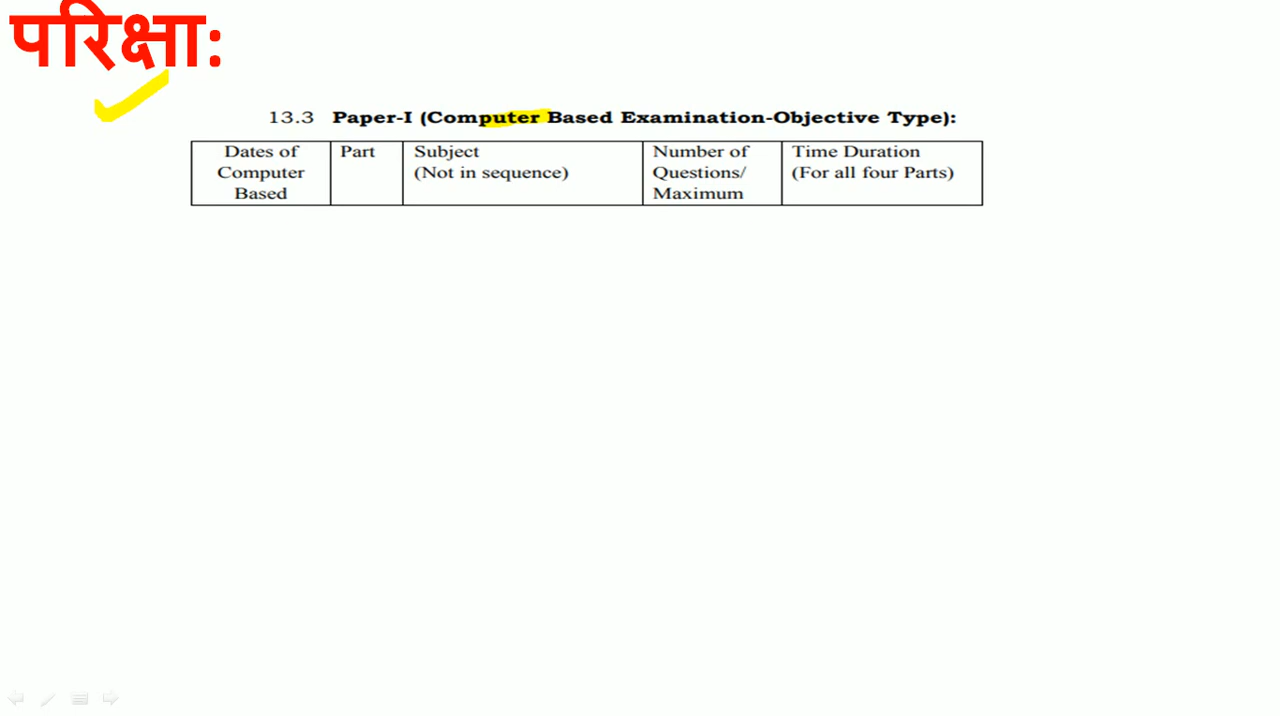 परिक्षा:
13.3 Paper-I (Computer Based Examination-Objective Type):
Dates of Computer Based
Part
Subject (Not in sequence)
Number of Questions/ Maximum
Time Duration (For all four Parts)